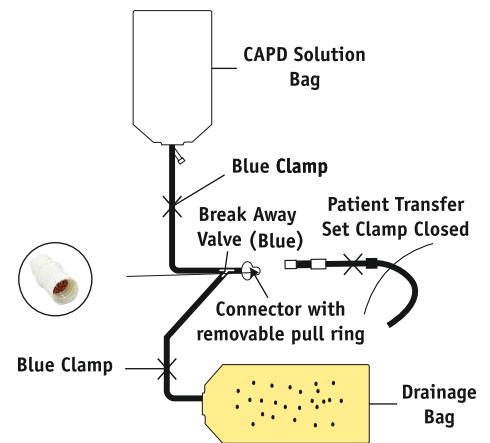 CAPD Solution
Bag
Blue Clamp
Patient Transfer
Set Clamp Closed
Break Away
Valve (Blue)
Connector with
removable pull ring
Blue Clamp
Drainage
Bag